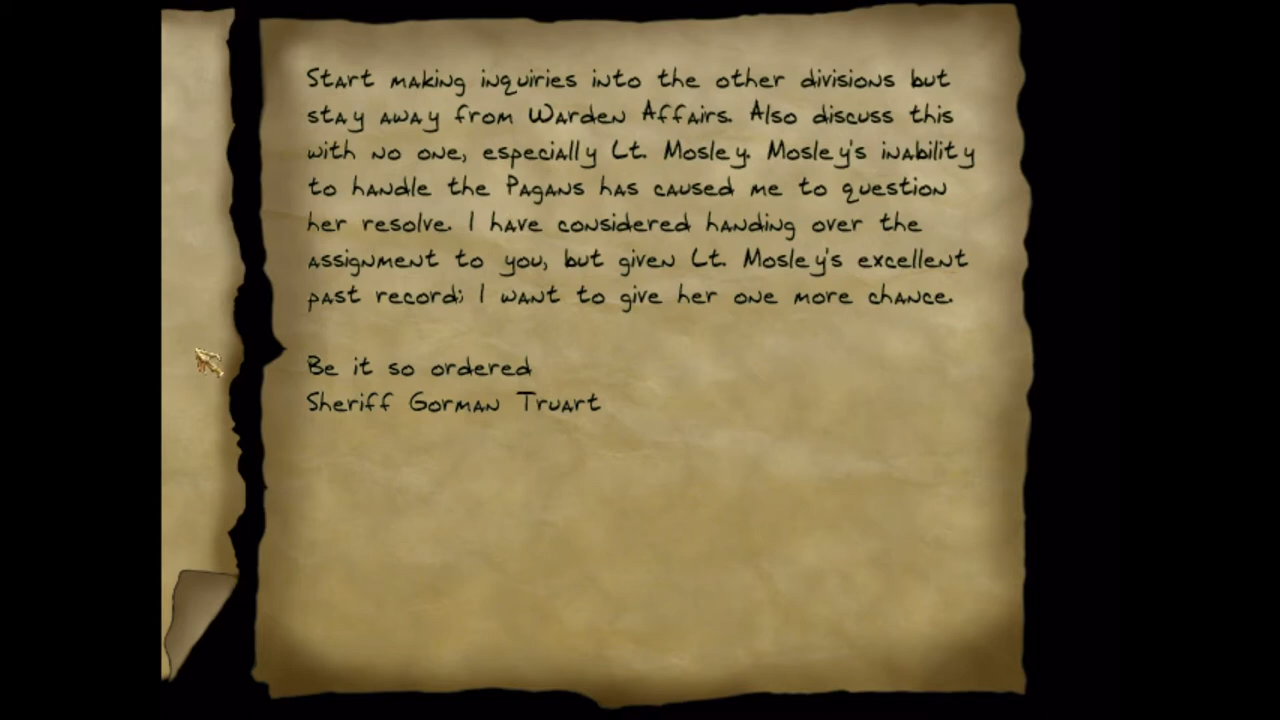 Start making inquiries into the other divisions but
stay away from Warden Affairs. Also discuss this
with no one, especially Lt. Mosley. Mosley's inability
to handle the Pagans has caused me to question
her resolve. I have considered handing over the
assignment to you, but given Lt. Mosley's excellent
past record; I want to give her one more chance.
Be it so ordered
Sheriff Gorman Truart